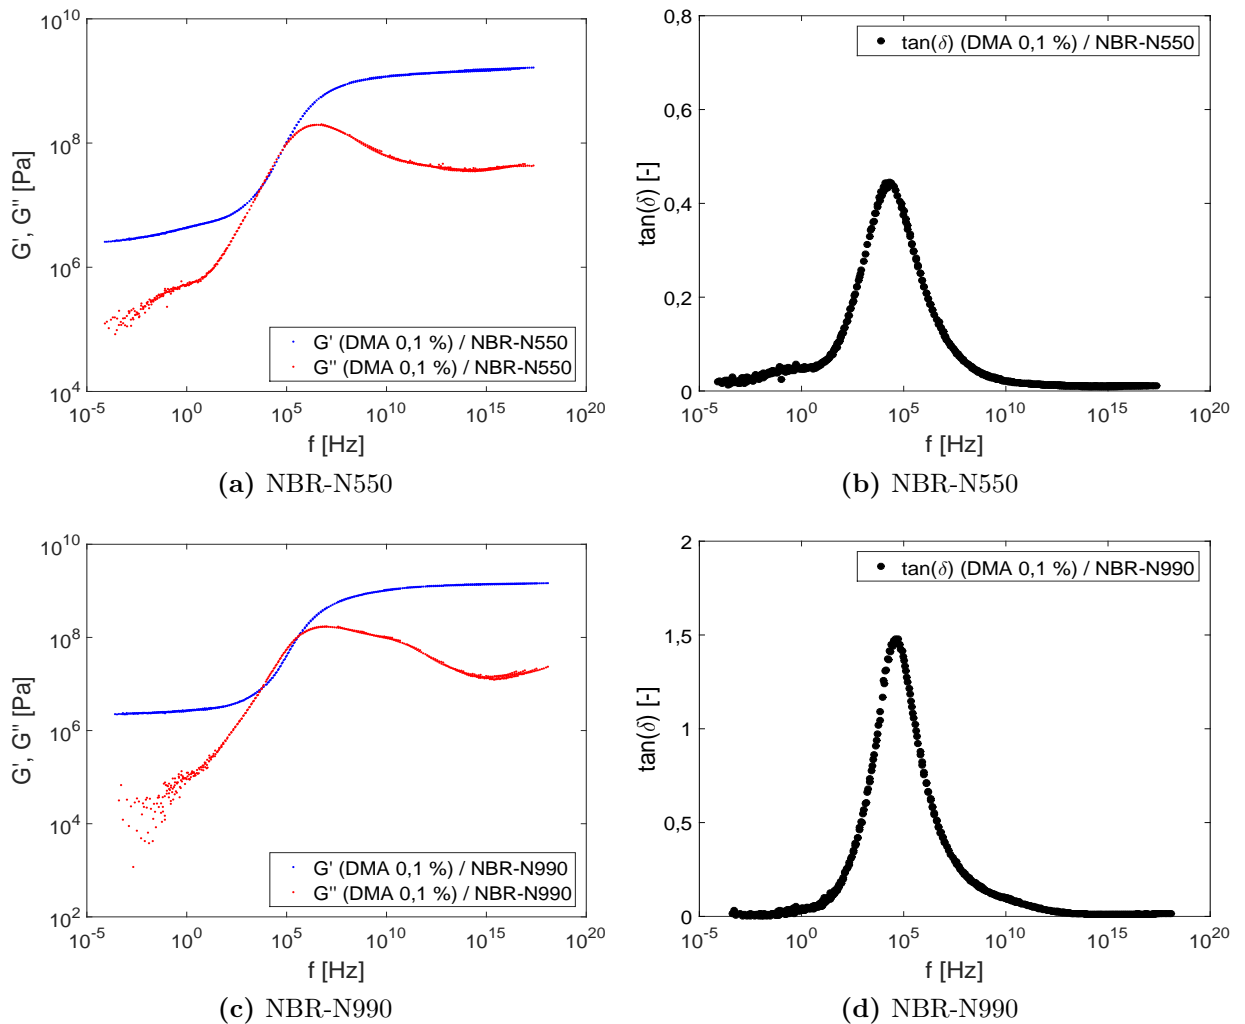 10^10
10^8
10^6
10^4
G', G'' [Pa]
G' (DMA 0,1 %) / NBR-N550
G'' (DMA 0,1 %) / NBR-N550
10^-5 10^0 10^5 10^10 10^15 10^20
f [Hz]
(a) NBR-N550
0,8
0,6
0,4
0,2
0
tan(δ) [-]
tan(δ) (DMA 0,1 %) / NBR-N550
10^-5 10^0 10^5 10^10 10^15 10^20
f [Hz]
(b) NBR-N550
10^10
10^8
10^6
10^4
10^2
G', G'' [Pa]
G' (DMA 0,1 %) / NBR-N990
G'' (DMA 0,1 %) / NBR-N990
10^-5 10^0 10^5 10^10 10^15 10^20
f [Hz]
(c) NBR-N990
2
1,5
1
0,5
0
tan(δ) [-]
tan(δ) (DMA 0,1 %) / NBR-N990
10^-5 10^0 10^5 10^10 10^15 10^20
f [Hz]
(d) NBR-N990